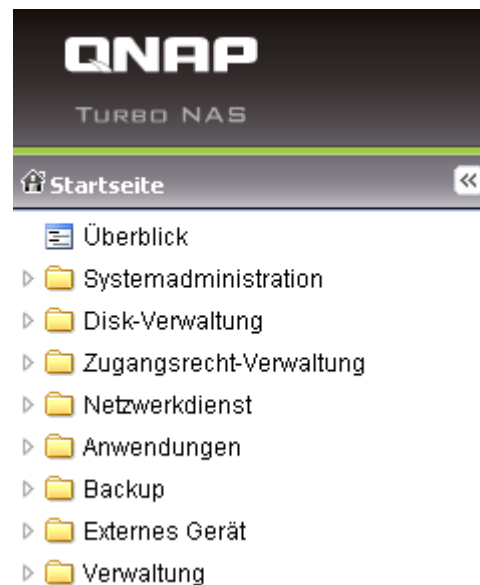 QNAP
TURBO NAS
Startseite
Überblick
Systemadministration
Disk-Verwaltung
Zugangsrecht-Verwaltung
Netzwerkdienst
Anwendungen
Backup
Externes Gerät
Verwaltung